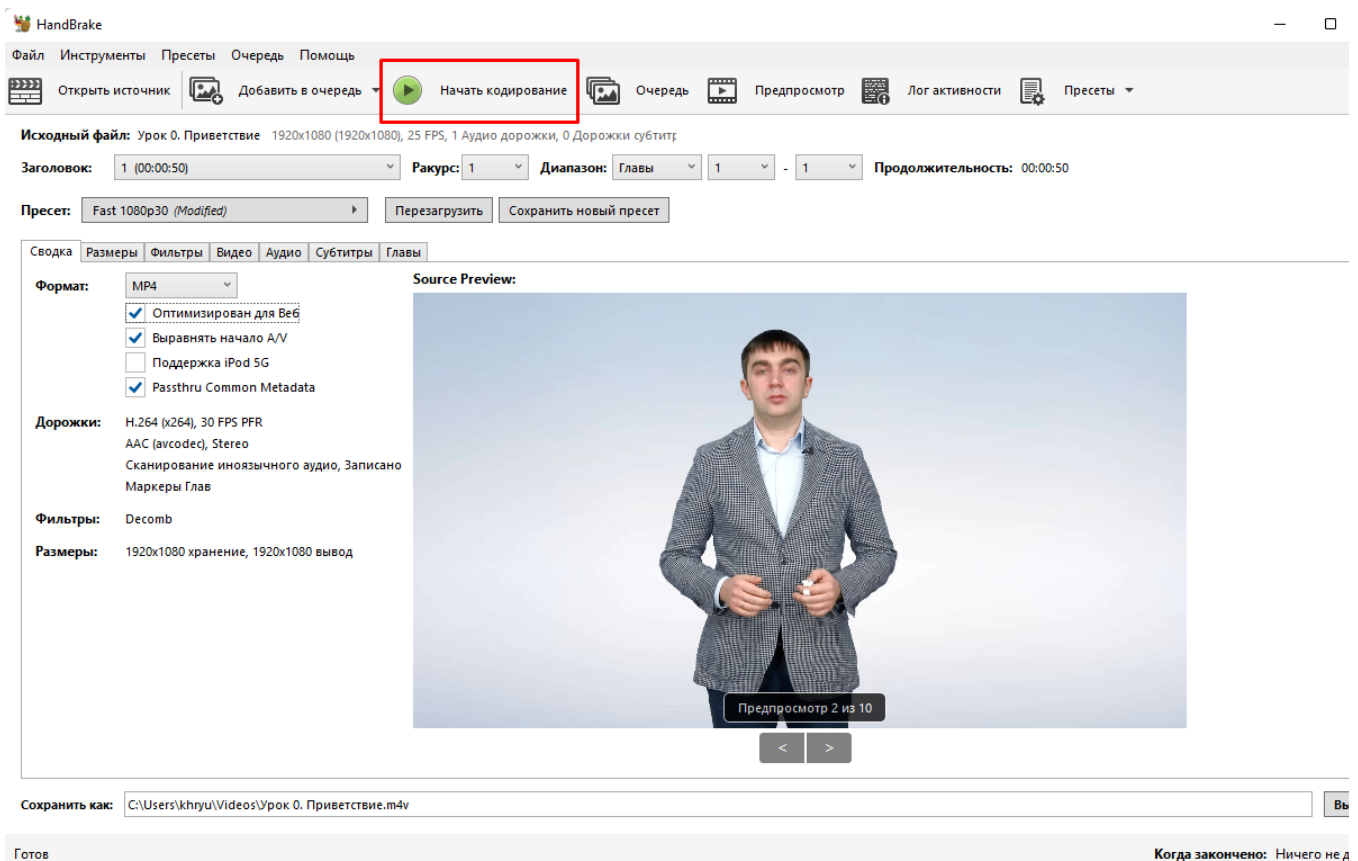 HandBrake
Файл Инструменты Пресеты Очередь Помощь
Открыть источник Добавить в очередь Начать кодирование Очередь Предпросмотр Лог активности Пресеты
Исходный файл: Урок 0. Приветствие 1920x1080 (1920x1080), 25 FPS, 1 Аудио дорожки, 0 Дорожки субтитр
Заголовок: 1 (00:00:50) Ракурс: 1 Диапазон: Главы 1 - 1 Продолжительность: 00:00:50
Пресет: Fast 1080p30 (Modified) Перезагрузить Сохранить новый пресет
Сводка Размеры Фильтры Видео Аудио Субтитры Главы
Формат: MP4 Source Preview:
Оптимизирован для Веб
Выравнять начало A/V
Поддержка iPod 5G
Passthru Common Metadata
Дорожки: H.264 (x264), 30 FPS PFR
AAC (avcodec), Stereo
Сканирование иноязычного аудио, Записано
Маркеры Глав
Фильтры: Decomb
Размеры: 1920x1080 хранение, 1920x1080 вывод
Предпросмотр 2 из 10
< >
Сохранить как: C:\Users\khryu\Videos\Урок 0. Приветствие.m4v Вы
Готов Когда закончено: Ничего не д